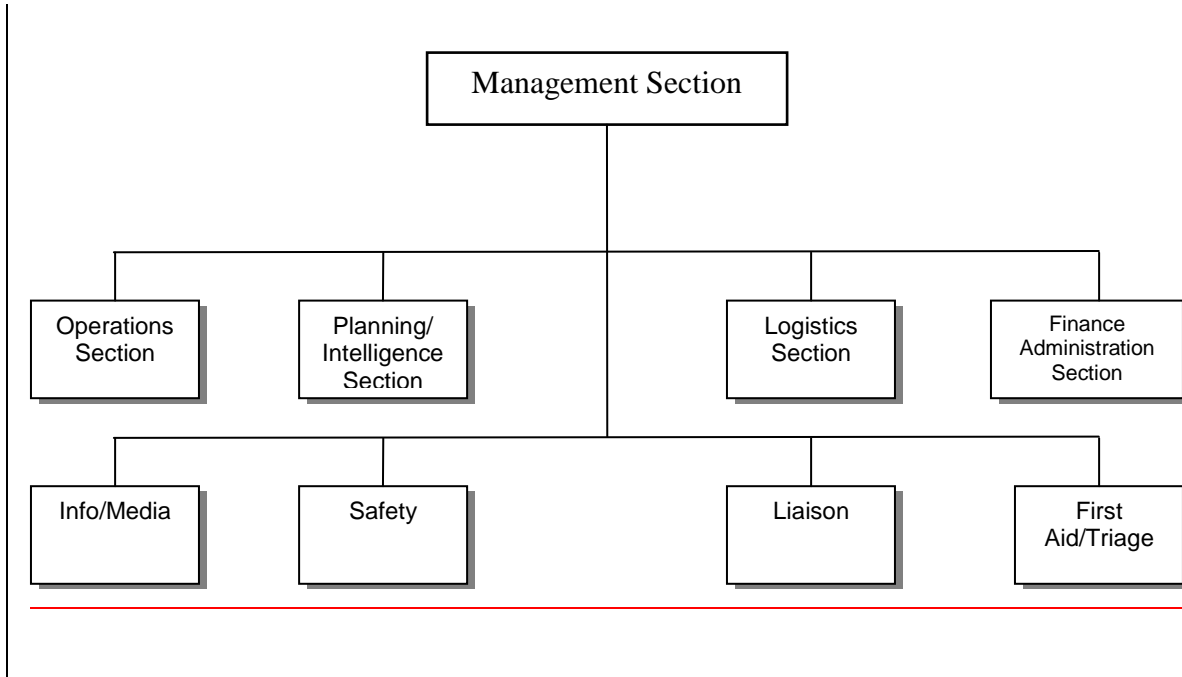 Management Section
Operations
Section
Planning/
Intelligence
Section
Logistics
Section
Finance
Administration
Section
Info/Media
Safety
Liaison
First
Aid/Triage